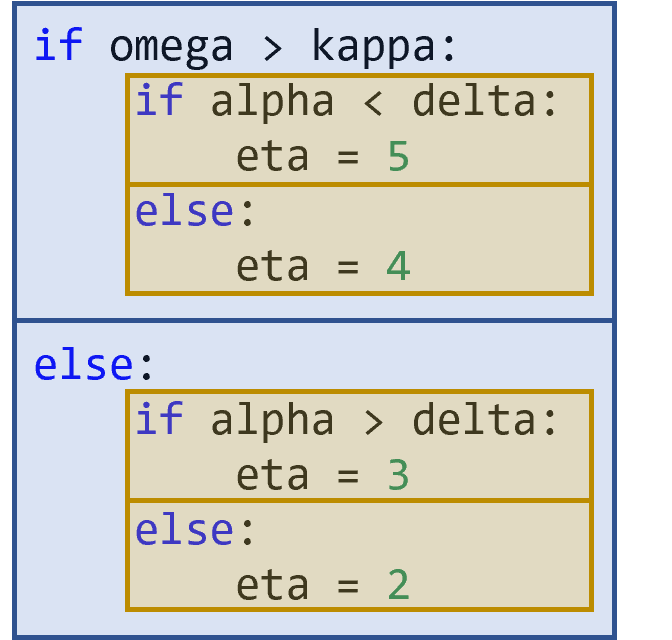 if omega > kappa:
if alpha < delta:
eta = 5
else:
eta = 4
else:
if alpha > delta:
eta = 3
else:
eta = 2